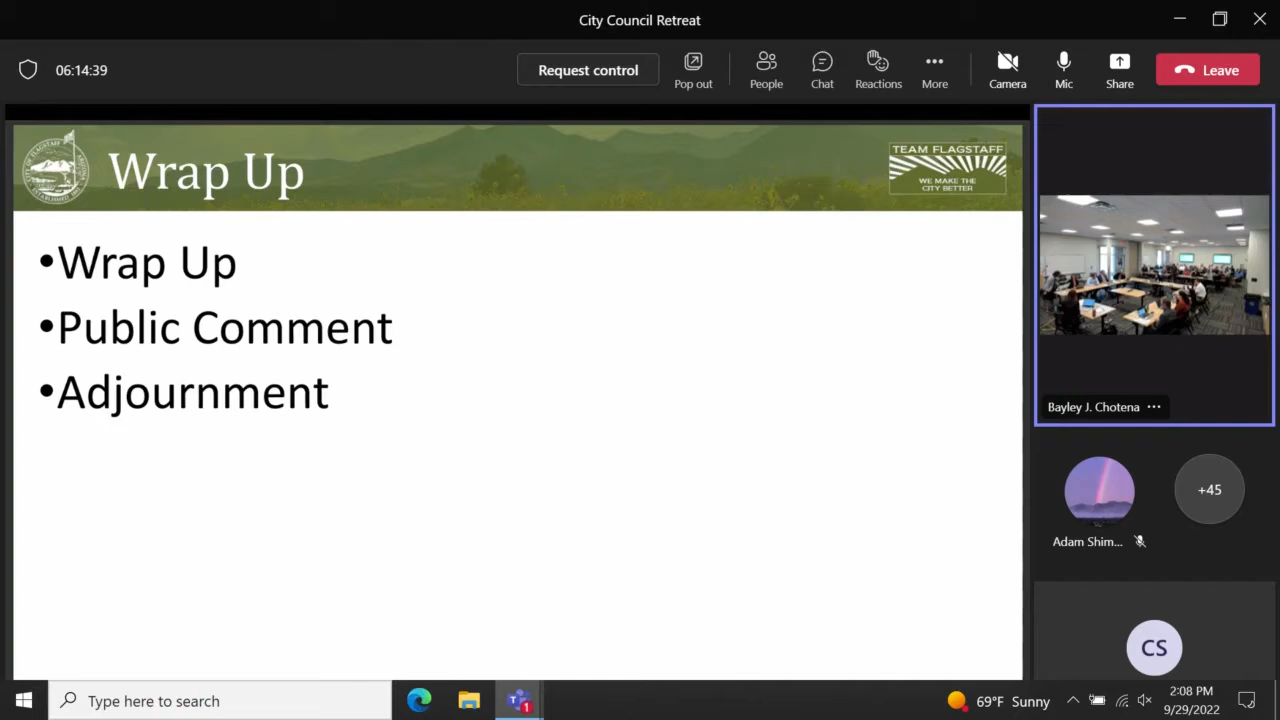 City Council Retreat
06:14:39
Request control
Pop out
People
Chat
Reactions
More
Camera
Mic
Share
Leave
Wrap Up
TEAM FLAGSTAFF
WE MAKE THE
CITY BETTER
•Wrap Up
•Public Comment
•Adjournment
Bayley J. Chotena
+45
Adam Shim...
CS
Type here to search
1
69°F Sunny
2:08 PM
9/29/2022